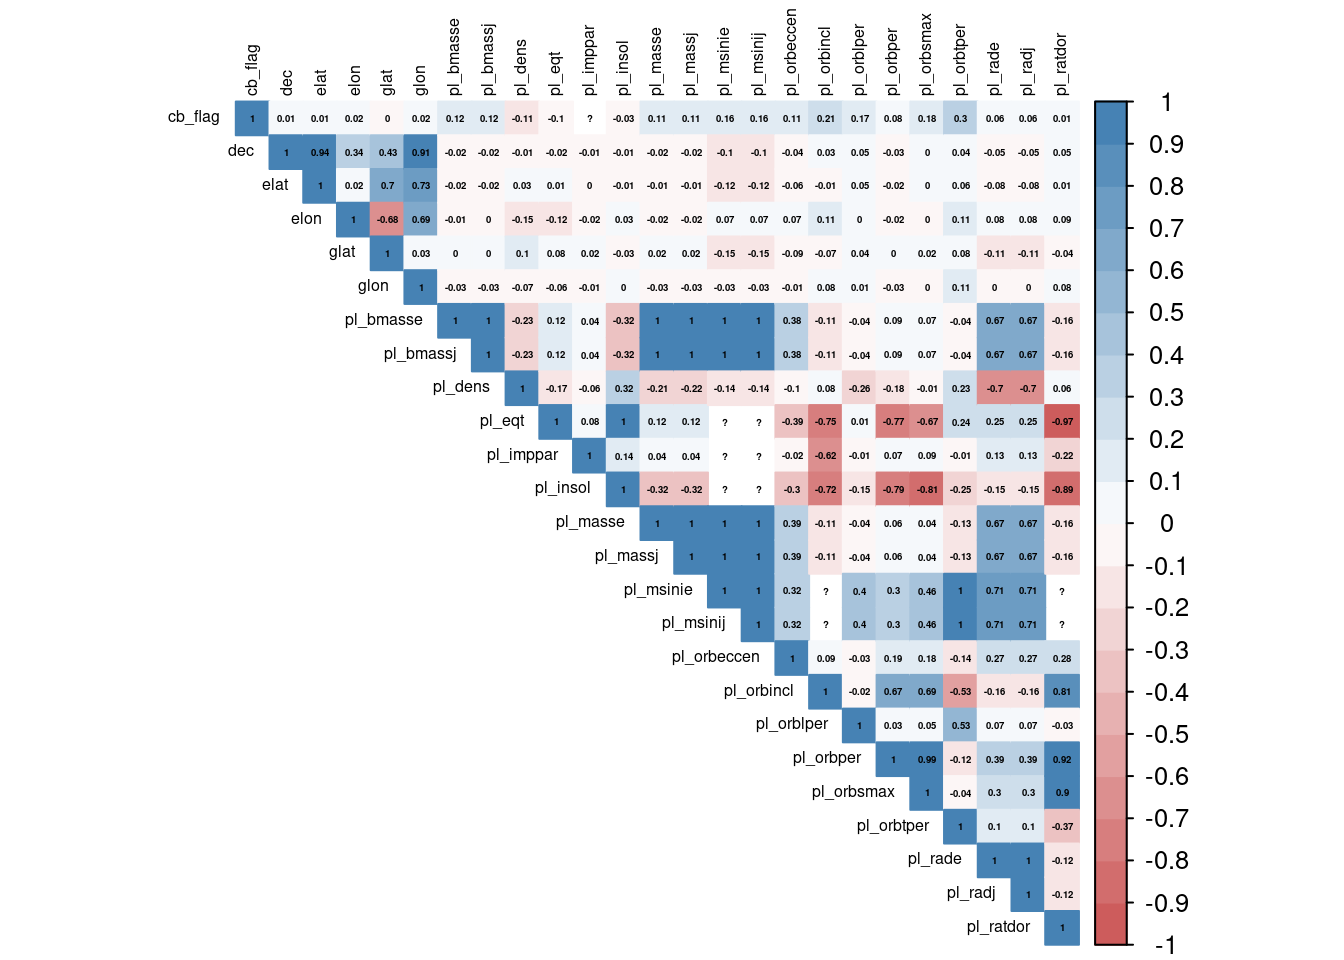 cb_flag dec elat elon glat glon pl_bmasse pl_bmassj pl_dens pl_eqt pl_imppar pl_insol pl_masse pl_massj pl_msinie pl_msinij pl_orbeccen pl_orbincl pl_orblper pl_orbper pl_orbsmax pl_orbtper pl_rade pl_radj pl_ratdor
cb_flag 1 0.01 0.01 0.02 0 0.02 0.12 0.12 -0.11 -0.1 ? -0.03 0.11 0.11 0.16 0.16 0.11 0.21 0.17 0.08 0.18 0.3 0.06 0.06 0.01
dec 1 0.94 0.34 0.43 0.91 -0.02 -0.02 -0.01 -0.02 -0.01 -0.01 -0.02 -0.02 -0.1 -0.1 -0.04 0.03 0.05 -0.03 0 0.04 -0.05 -0.05 0.05
elat 1 0.02 0.7 0.73 -0.02 -0.02 0.03 0.01 0 -0.01 -0.01 -0.01 -0.12 -0.12 -0.06 -0.01 0.05 -0.02 0 0.06 -0.08 -0.08 0.01
elon 1 -0.68 0.69 -0.01 0 -0.15 -0.12 -0.02 0.03 -0.02 -0.02 0.07 0.07 0.07 0.11 0 -0.02 0 0.11 0.08 0.08 0.09
glat 1 0.03 0 0 0.1 0.08 0.02 -0.03 0.02 0.02 -0.15 -0.15 -0.09 -0.07 0.04 0 0.02 0.08 -0.11 -0.11 -0.04
glon 1 -0.03 -0.03 -0.07 -0.06 -0.01 0 -0.03 -0.03 -0.03 -0.03 -0.01 0.08 0.01 -0.03 0 0.11 0 0 0.08
pl_bmasse 1 1 -0.23 0.12 0.04 -0.32 1 1 1 1 0.38 -0.11 -0.04 0.09 0.07 -0.04 0.67 0.67 -0.16
pl_bmassj 1 -0.23 0.12 0.04 -0.32 1 1 1 1 0.38 -0.11 -0.04 0.09 0.07 -0.04 0.67 0.67 -0.16
pl_dens 1 -0.17 -0.06 0.32 -0.21 -0.22 -0.14 -0.14 -0.1 0.08 -0.26 -0.18 -0.01 0.23 -0.7 -0.7 0.06
pl_eqt 1 0.08 1 0.12 0.12 ? ? -0.39 -0.75 0.01 -0.77 -0.67 0.24 0.25 0.25 -0.97
pl_imppar 1 0.14 0.04 0.04 ? ? -0.02 -0.62 -0.01 0.07 0.09 -0.01 0.13 0.13 -0.22
pl_insol 1 -0.32 -0.32 ? ? -0.3 -0.72 -0.15 -0.79 -0.81 -0.25 -0.15 -0.15 -0.89
pl_masse 1 1 1 1 0.39 -0.11 -0.04 0.06 0.04 -0.13 0.67 0.67 -0.16
pl_massj 1 1 1 0.39 -0.11 -0.04 0.06 0.04 -0.13 0.67 0.67 -0.16
pl_msinie 1 1 0.32 ? 0.4 0.3 0.46 1 0.71 0.71 ?
pl_msinij 1 0.32 ? 0.4 0.3 0.46 1 0.71 0.71 ?
pl_orbeccen 1 0.09 -0.03 0.19 0.18 -0.14 0.27 0.27 0.28
pl_orbincl 1 -0.02 0.67 0.69 -0.53 -0.16 -0.16 0.81
pl_orblper 1 0.03 0.05 0.53 0.07 0.07 -0.03
pl_orbper 1 0.99 -0.12 0.39 0.39 0.92
pl_orbsmax 1 -0.04 0.3 0.3 0.9
pl_orbtper 1 0.1 0.1 -0.37
pl_rade 1 1 -0.12
pl_radj 1 -0.12
pl_ratdor 1
1
0.9
0.8
0.7
0.6
0.5
0.4
0.3
0.2
0.1
0
-0.1
-0.2
-0.3
-0.4
-0.5
-0.6
-0.7
-0.8
-0.9
-1